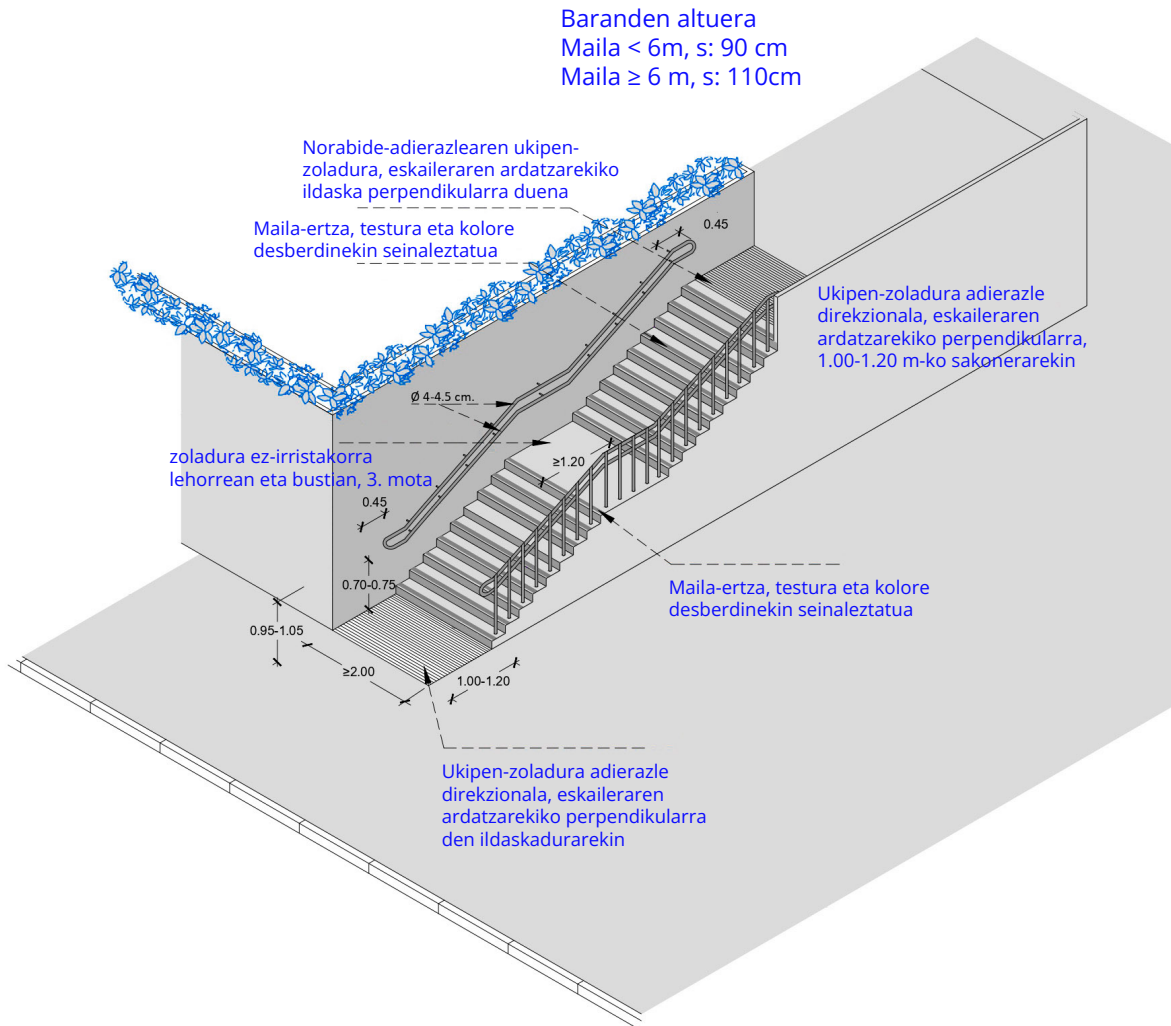 Baranden altuera
Maila < 6m, s: 90 cm
Maila ≥ 6 m, s: 110cm
Norabide-adierazlearen ukipen-
zoladura, eskaileraren ardatzarekiko
ildaska perpendikularra duena
Maila-ertza, testura eta kolore
desberdinekin seinaleztatua
0.45
Ukipen-zoladura adierazle
direkzionala, eskaileraren
ardatzarekiko perpendikularra,
1.00-1.20 m-ko sakonerarekin
Ø 4-4.5 cm.
zoladura ez-irristakorra
lehorrean eta bustian, 3. mota
≥1.20
0.45
0.70-0.75
Maila-ertza, testura eta kolore
desberdinekin seinaleztatua
0.95-1.05
≥2.00
1.00-1.20
Ukipen-zoladura adierazle
direkzionala, eskaileraren
ardatzarekiko perpendikularra
den ildaskadurarekin